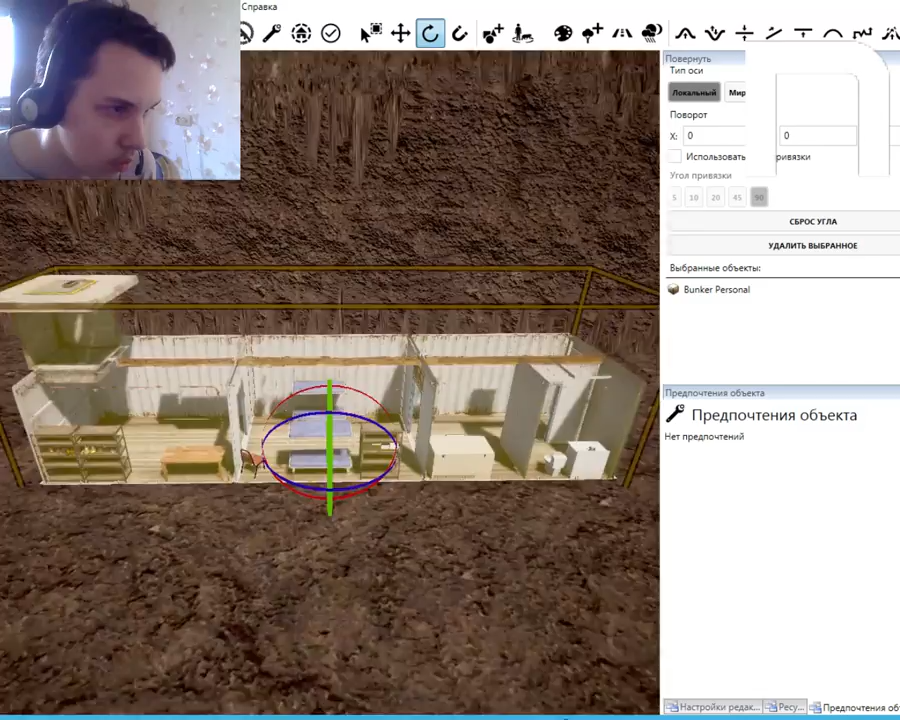 Справка
Повернуть
Тип оси
Локальный Мир
Поворот
X: 0 0
Использовать ривязки
Угол привязки
5 10 20 45 90
СБРОС УГЛА
УДАЛИТЬ ВЫБРАННОЕ
Выбранные объекты:
Bunker Personal
Предпочтения объекта
Предпочтения объекта
Нет предпочтений
Настройки редак... Ресу... Предпочтения об